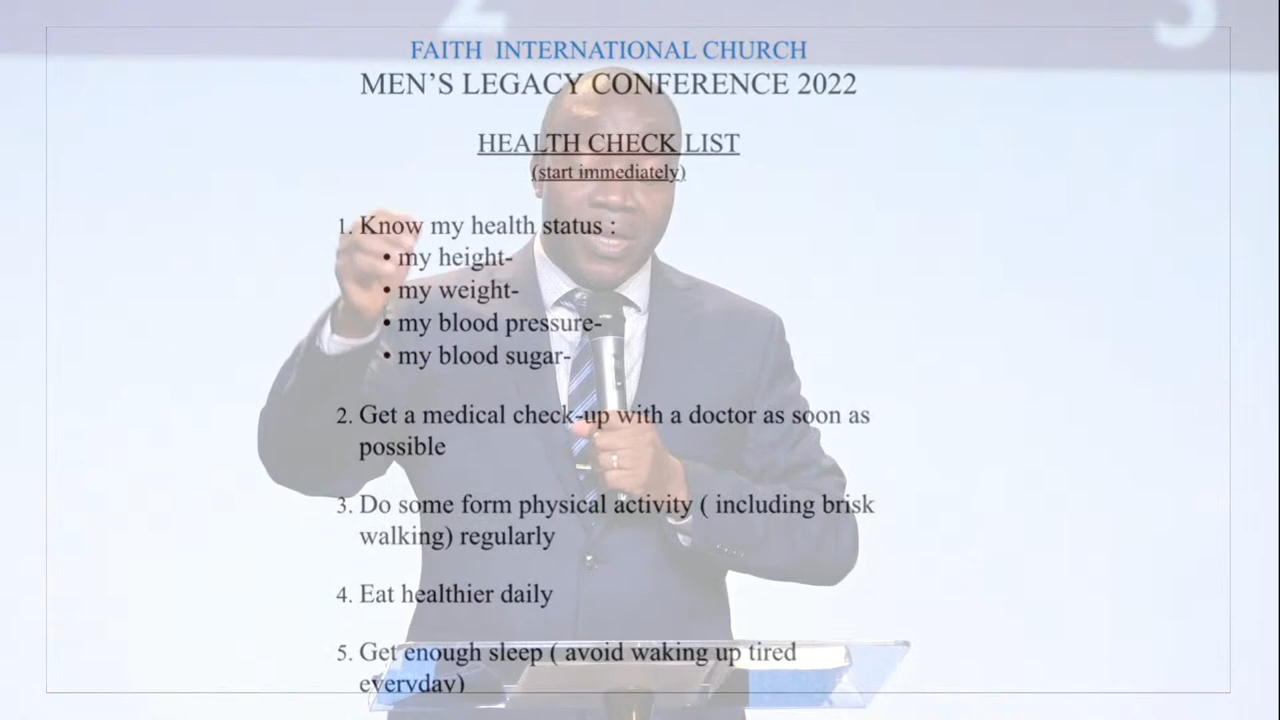 2 3
FAITH INTERNATIONAL CHURCH
MEN'S LEGACY CONFERENCE 2022
HEALTH CHECK LIST
(start immediately)
1. Know my health status :
• my height-
• my weight-
• my blood pressure-
• my blood sugar-
2. Get a medical check-up with a doctor as soon as
possible
3. Do some form physical activity ( including brisk
walking) regularly
4. Eat healthier daily
5. Get enough sleep ( avoid waking up tired
everyday)